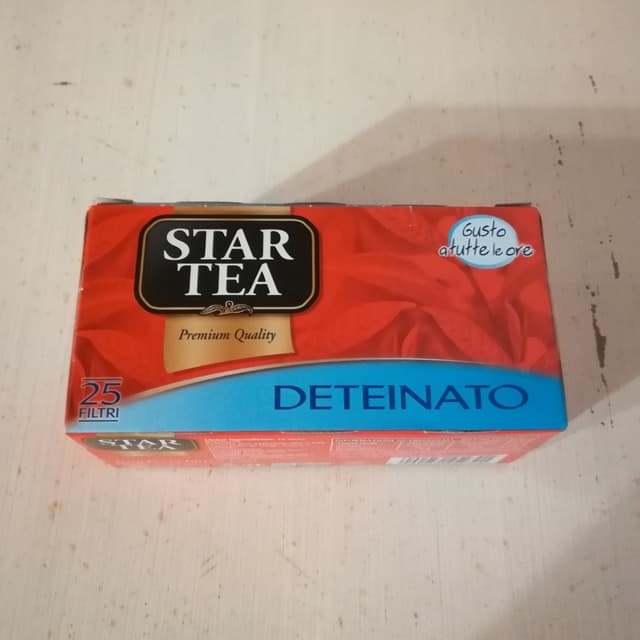 STAR
TEA
Premium Quality
Gusto
a tutte le ore
25
FILTRI
DETEINATO
STAR
TEA